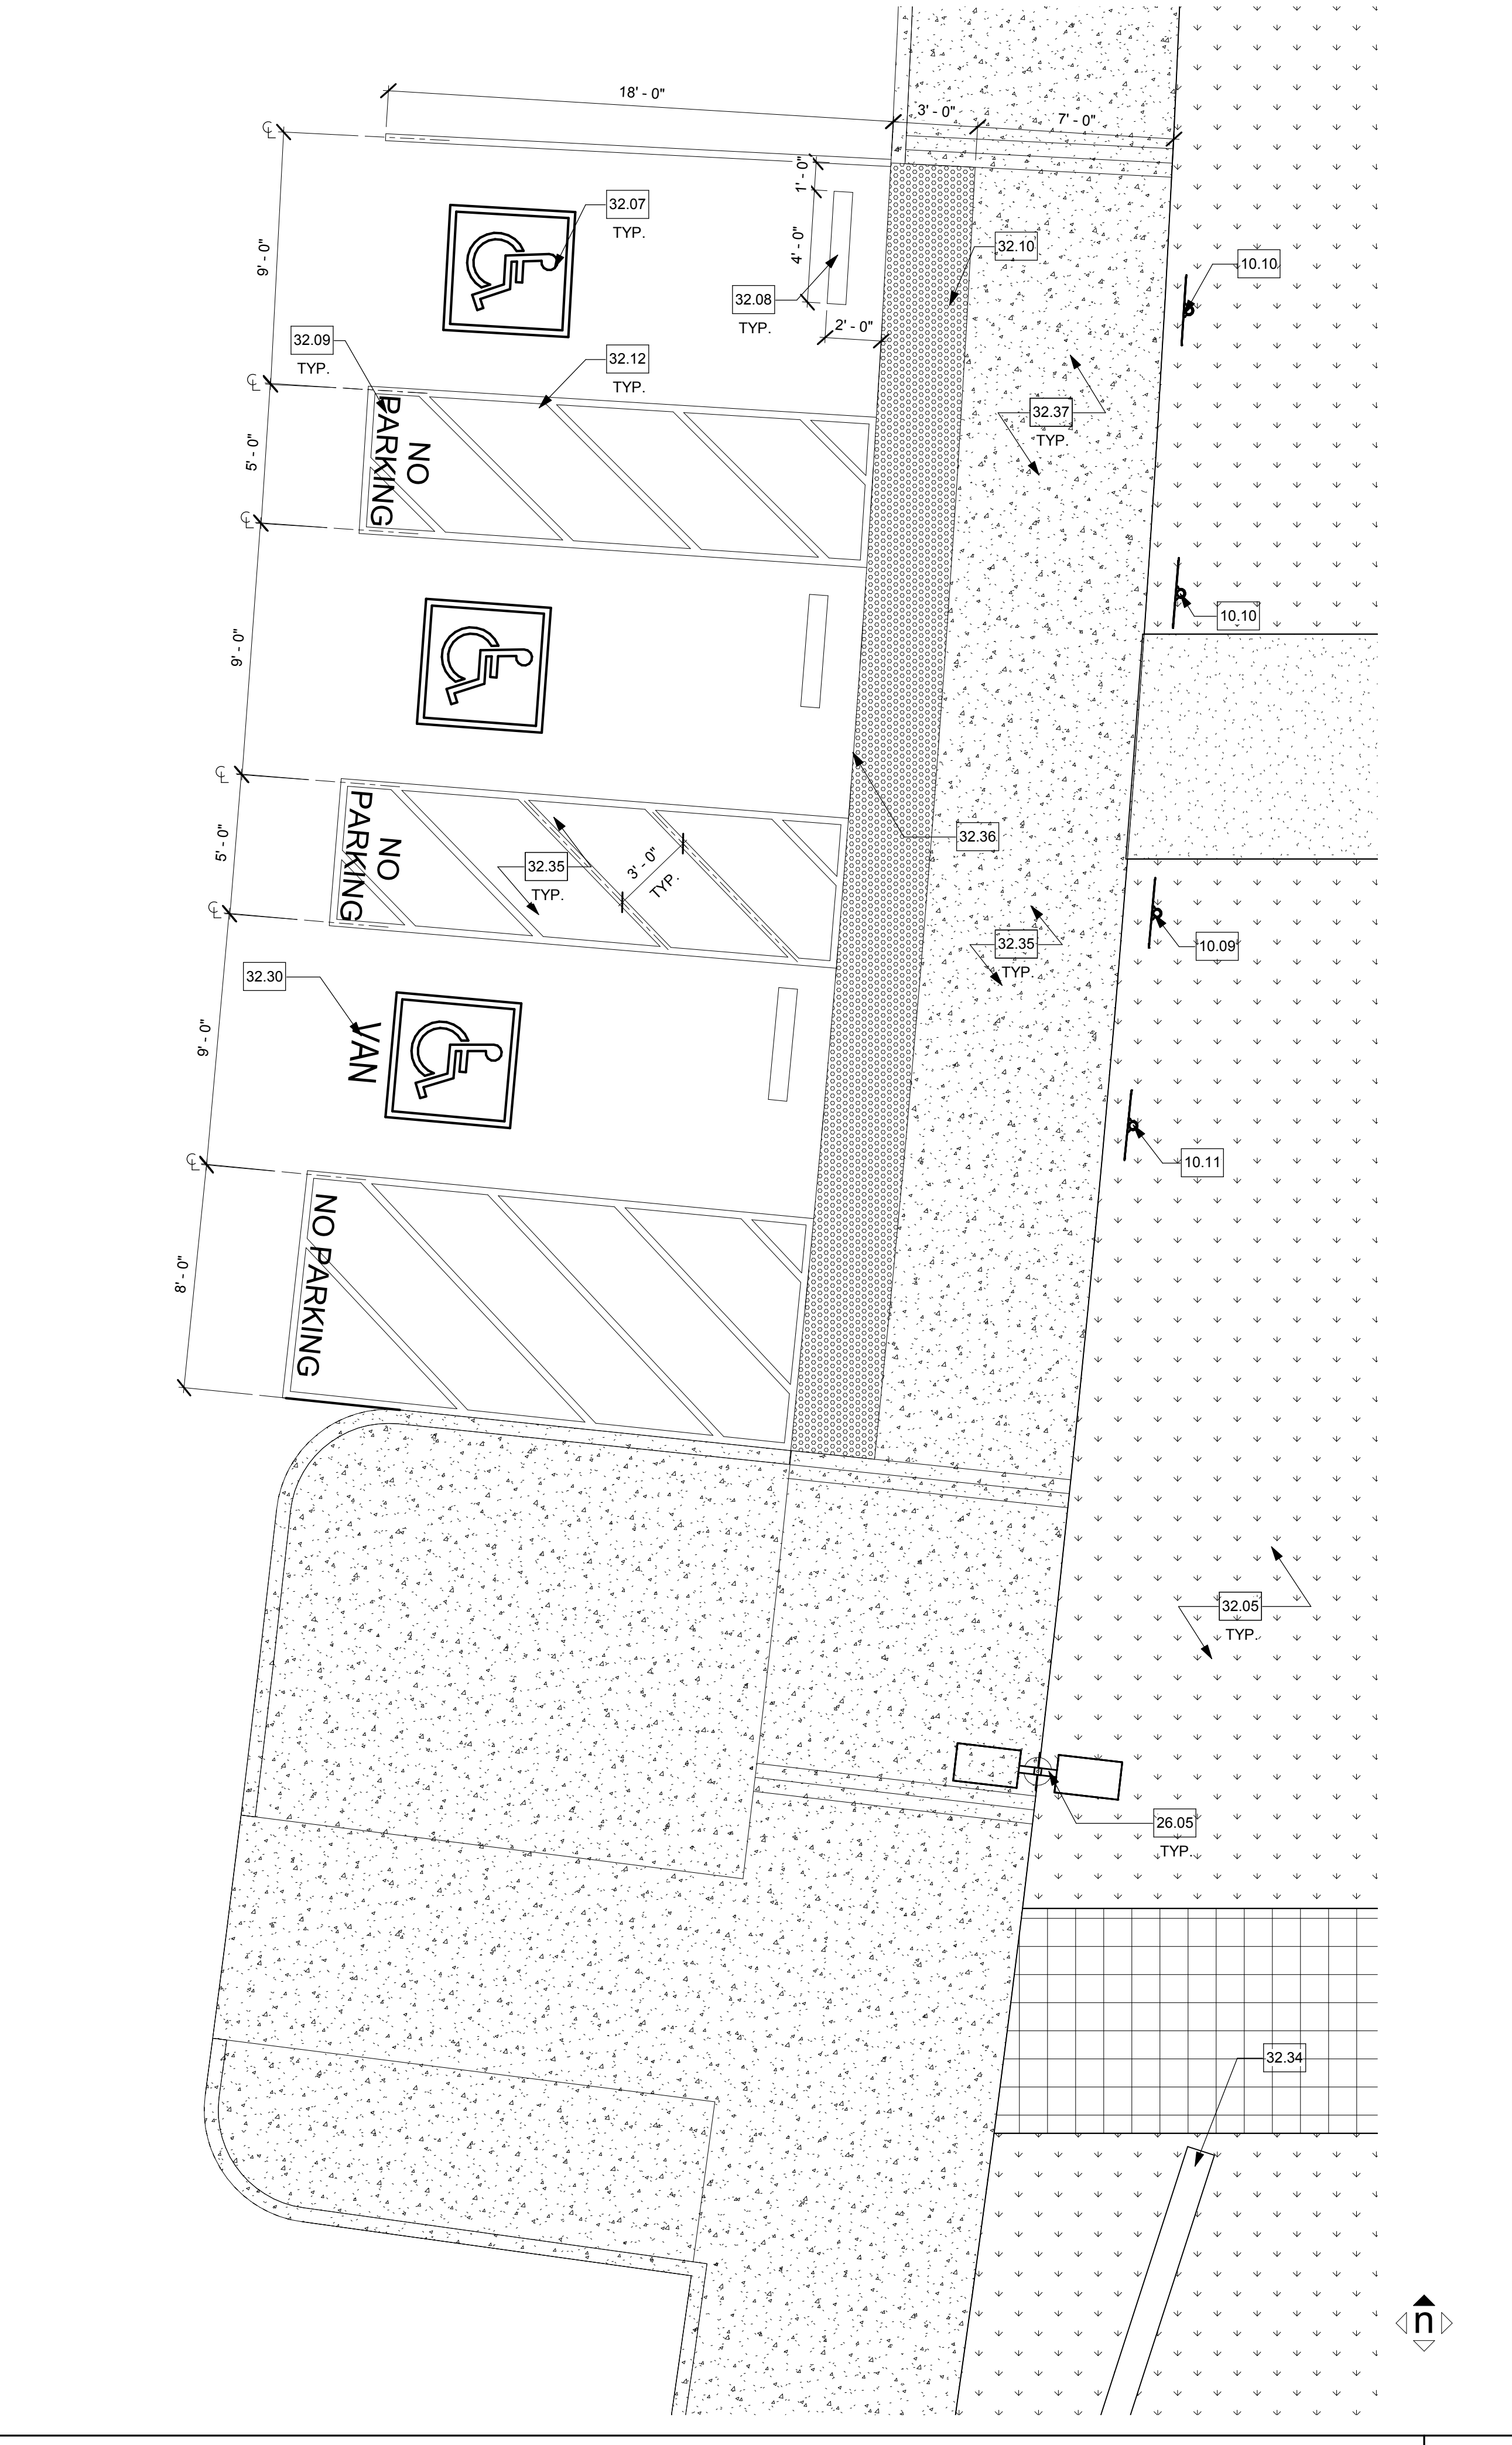 18' - 0"
3' - 0"
7' - 0"
℄
1' - 0"
32.07
TYP.
9' - 0"
4' - 0"
32.10
10.10
32.08
TYP.
2' - 0"
32.09
TYP.
32.12
TYP.
℄
32.37
TYP.
NO
PARKING
5' - 0"
℄
10.10
9' - 0"
℄
NO
PARKING
5' - 0"
32.35
TYP.
3' - 0"
TYP.
32.36
℄
32.35
TYP.
10.09
32.30
VAN
9' - 0"
10.11
℄
NO PARKING
8' - 0"
32.05
TYP.
26.05
TYP.
32.34
n